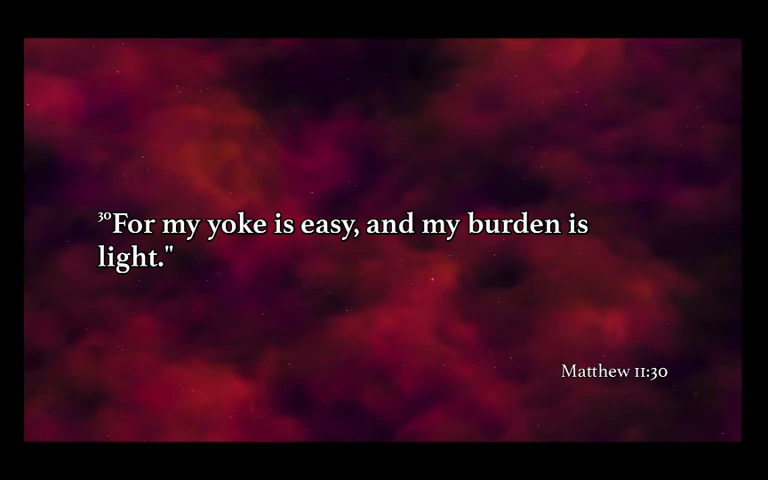 ³⁰For my yoke is easy, and my burden is
light."
Matthew 11:30